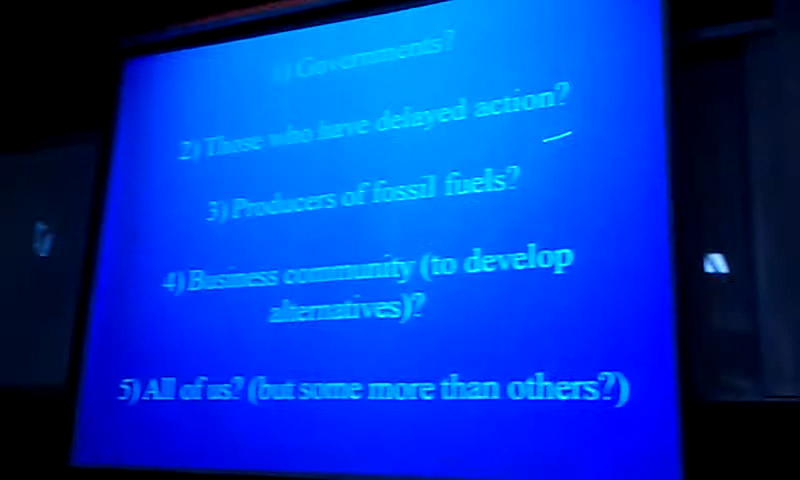 1) Governments?
2) Those who have delayed action?
3) Producers of fossil fuels?
4) Business community (to develop
alternatives)?
5) All of us? (but some more than others?)